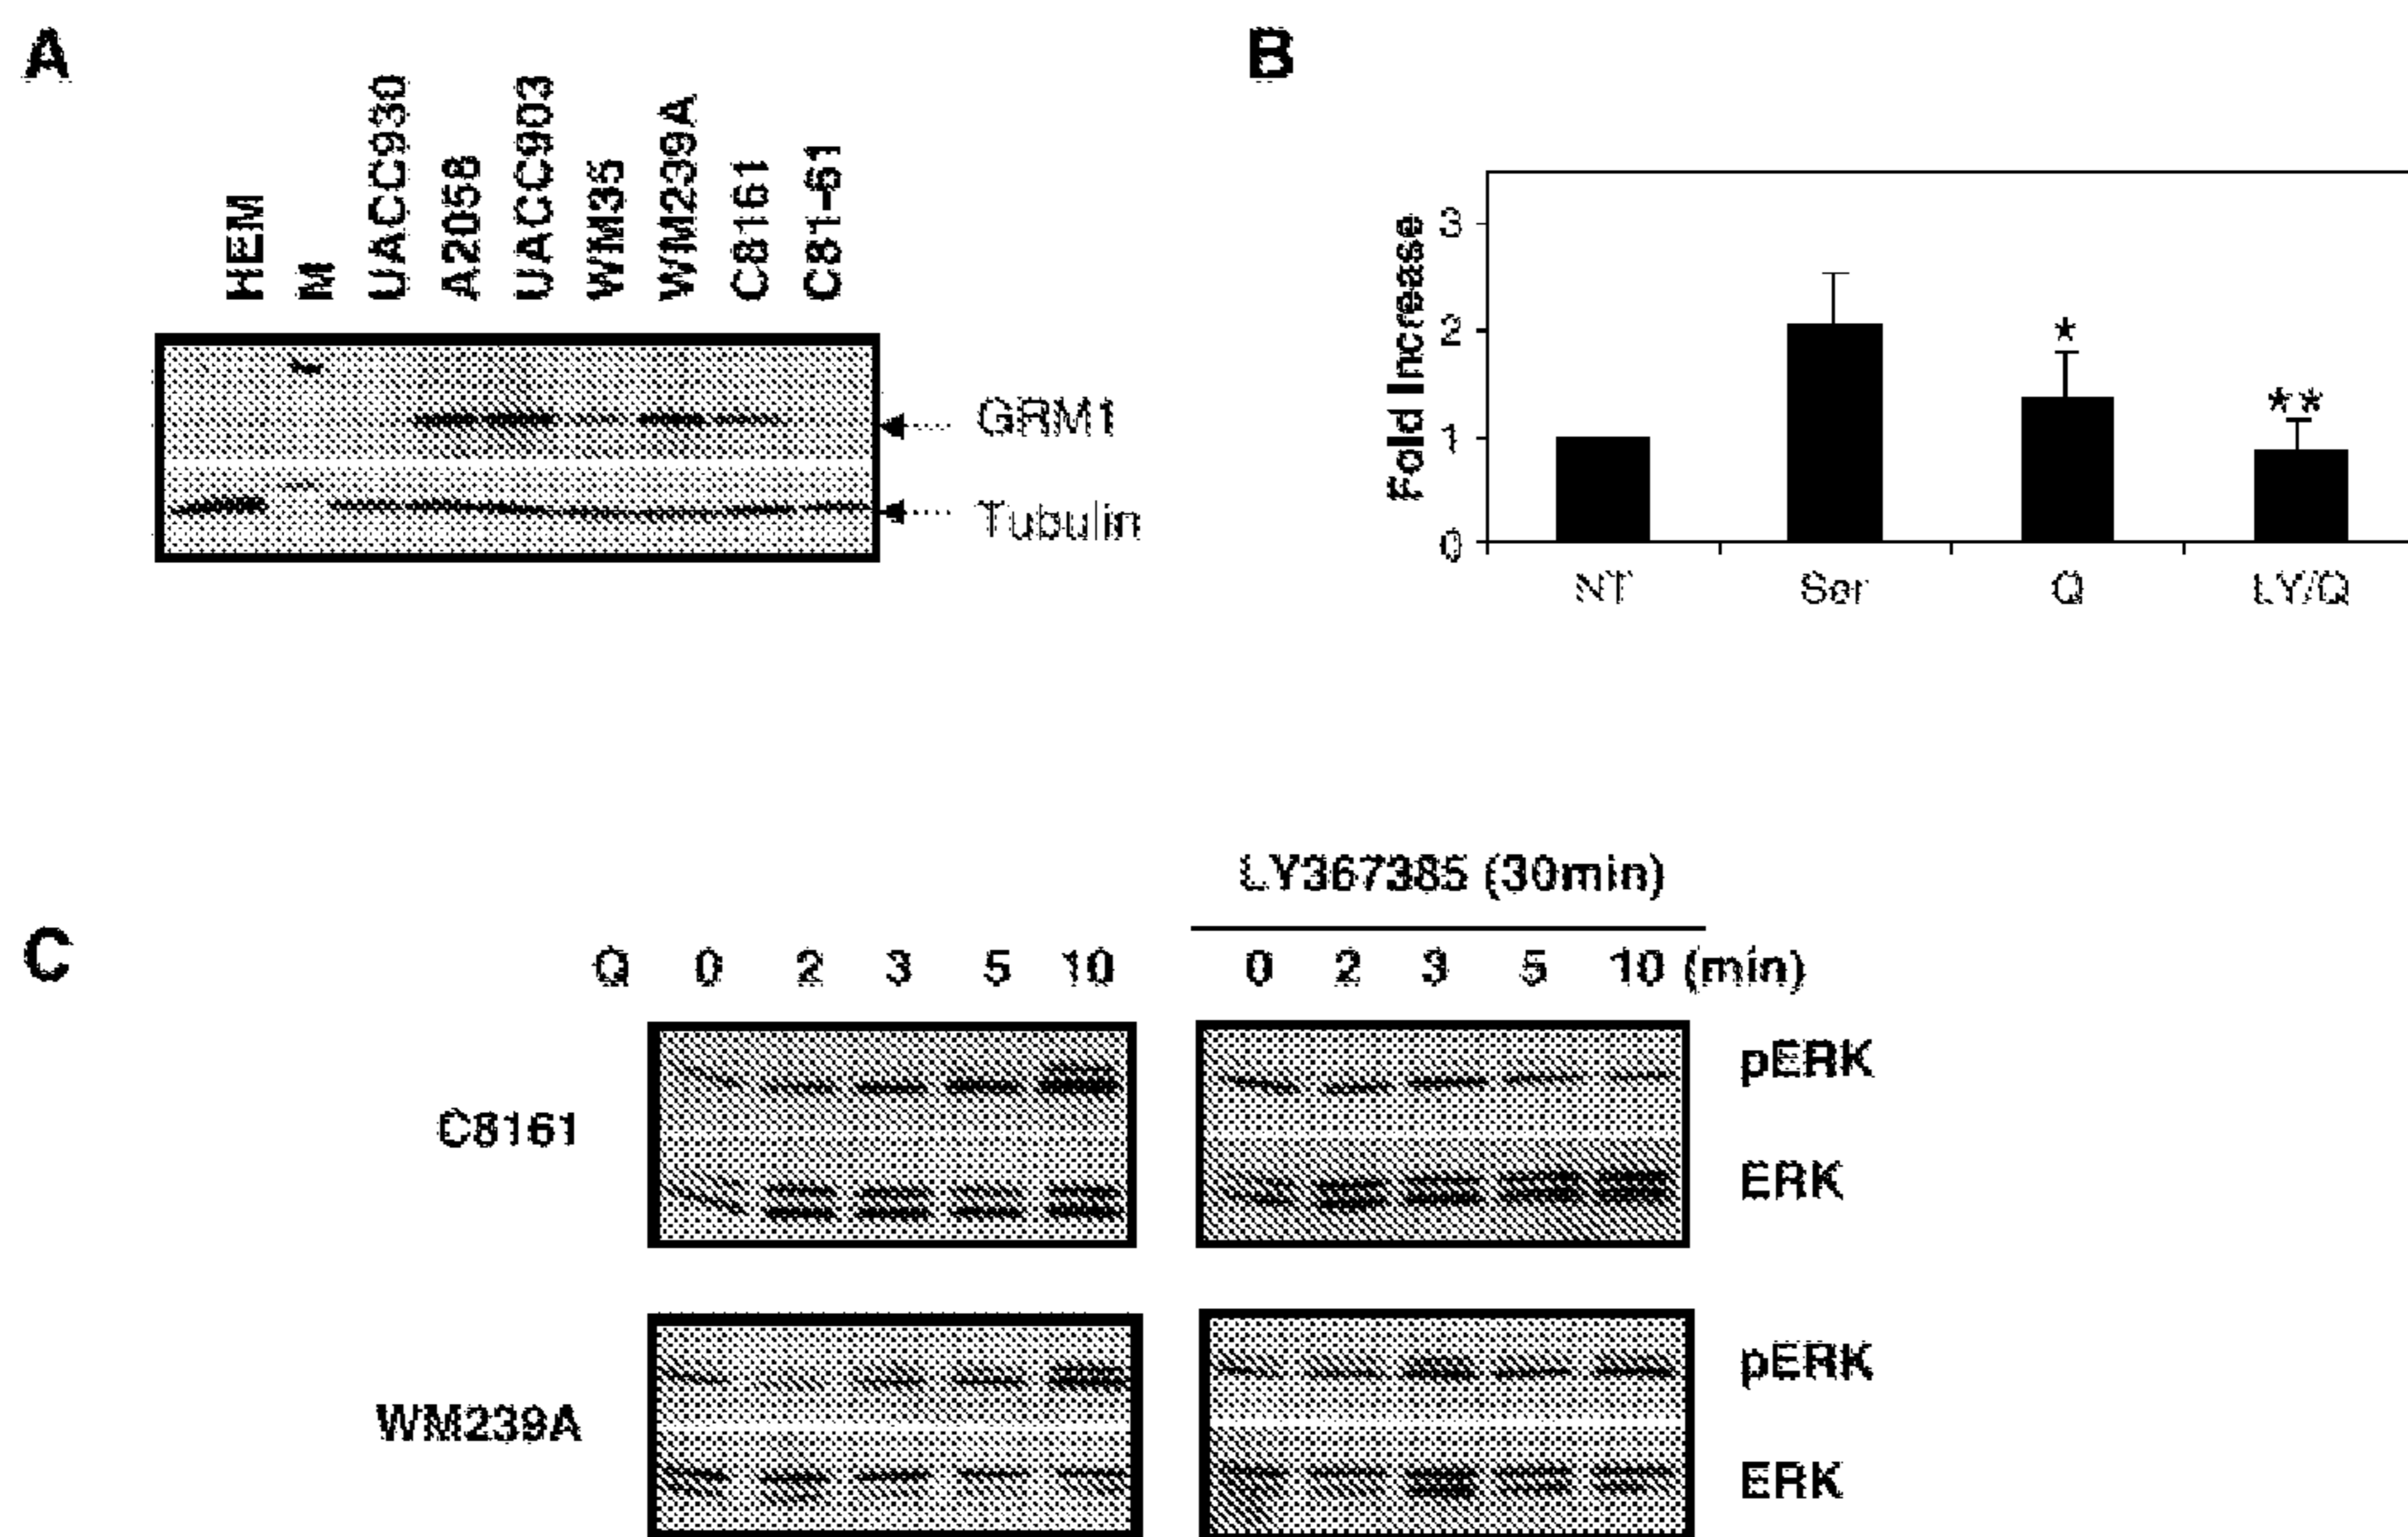 A
HEM
M
UACC930
A2058
UACC903
WM35
WM239A
C8161
C81-61
GRM1
Tubulin
B
Fold Increase
3
2
1
0
*
**
NT
Ser
Q
LY/Q
C
LY367385 (30min)
Q 0 2 3 5 10 0 2 3 5 10 (min)
C8161
pERK
ERK
WM239A
pERK
ERK